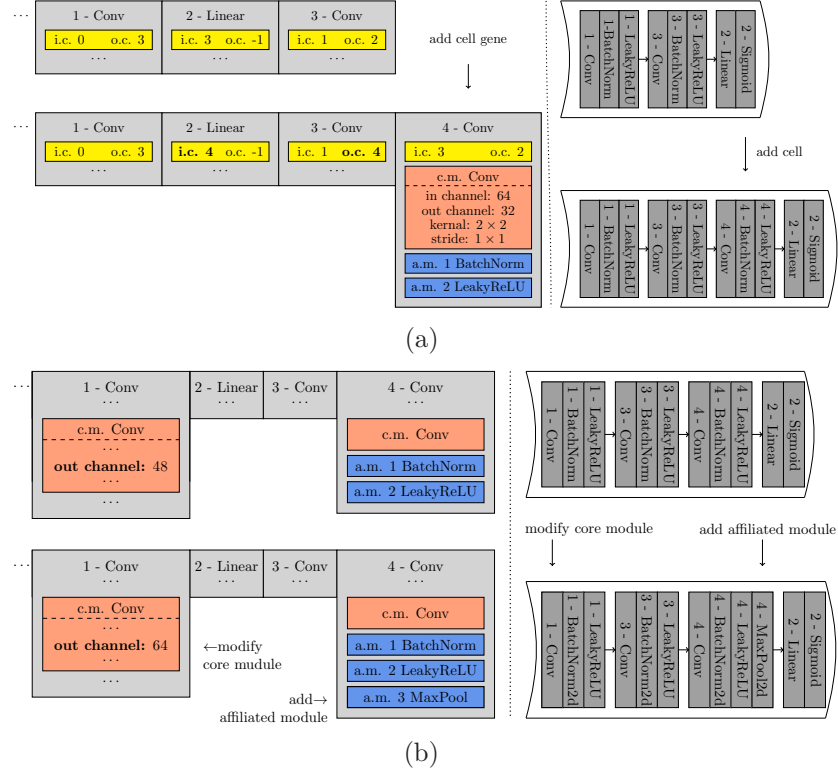 1 - Conv
i.c. 0 o.c. 3
...
2 - Linear
i.c. 3 o.c. -1
...
3 - Conv
i.c. 1 o.c. 2
...
...
add cell gene
...
1 - Conv
i.c. 0 o.c. 3
...
2 - Linear
i.c. 4 o.c. -1
...
3 - Conv
i.c. 1 o.c. 4
...
4 - Conv
i.c. 3 o.c. 2
c.m. Conv
in channel: 64
out channel: 32
kernal: 2 × 2
stride: 1 × 1
a.m. 1 BatchNorm
a.m. 2 LeakyReLU
1 - Conv
1-BatchNorm
1 - LeakyReLU
3 - Conv
3 - BatchNorm
3 - LeakyReLU
2 - Linear
2 - Sigmoid
add cell
1 - Conv
1 - BatchNorm
1 - LeakyReLU
3 - Conv
3 - BatchNorm
3 - LeakyReLU
4 - Conv
4 - BatchNorm
4 - LeakyReLU
2 - Linear
2 - Sigmoid
(a)
...
1 - Conv
...
c.m. Conv
...
out channel: 48
...
...
2 - Linear
...
3 - Conv
...
4 - Conv
...
c.m. Conv
a.m. 1 BatchNorm
a.m. 2 LeakyReLU
...
1 - Conv
...
c.m. Conv
...
out channel: 64
...
...
2 - Linear
...
3 - Conv
...
←modify
core mudule
add→
affiliated module
4 - Conv
...
c.m. Conv
a.m. 1 BatchNorm
a.m. 2 LeakyReLU
a.m. 3 MaxPool
1 - Conv
1 - BatchNorm
1 - LeakyReLU
3 - Conv
3 - BatchNorm
3 - LeakyReLU
4 - Conv
4 - BatchNorm
4 - LeakyReLU
2 - Linear
2 - Sigmoid
modify core module
add affiliated module
1 - Conv
1 - BatchNorm2d
1 - LeakyReLU
3 - Conv
3 - BatchNorm2d
3 - LeakyReLU
4 - Conv
4 - BatchNorm2d
4 - LeakyReLU
4 - MaxPool2d
2 - Linear
2 - Sigmoid
(b)